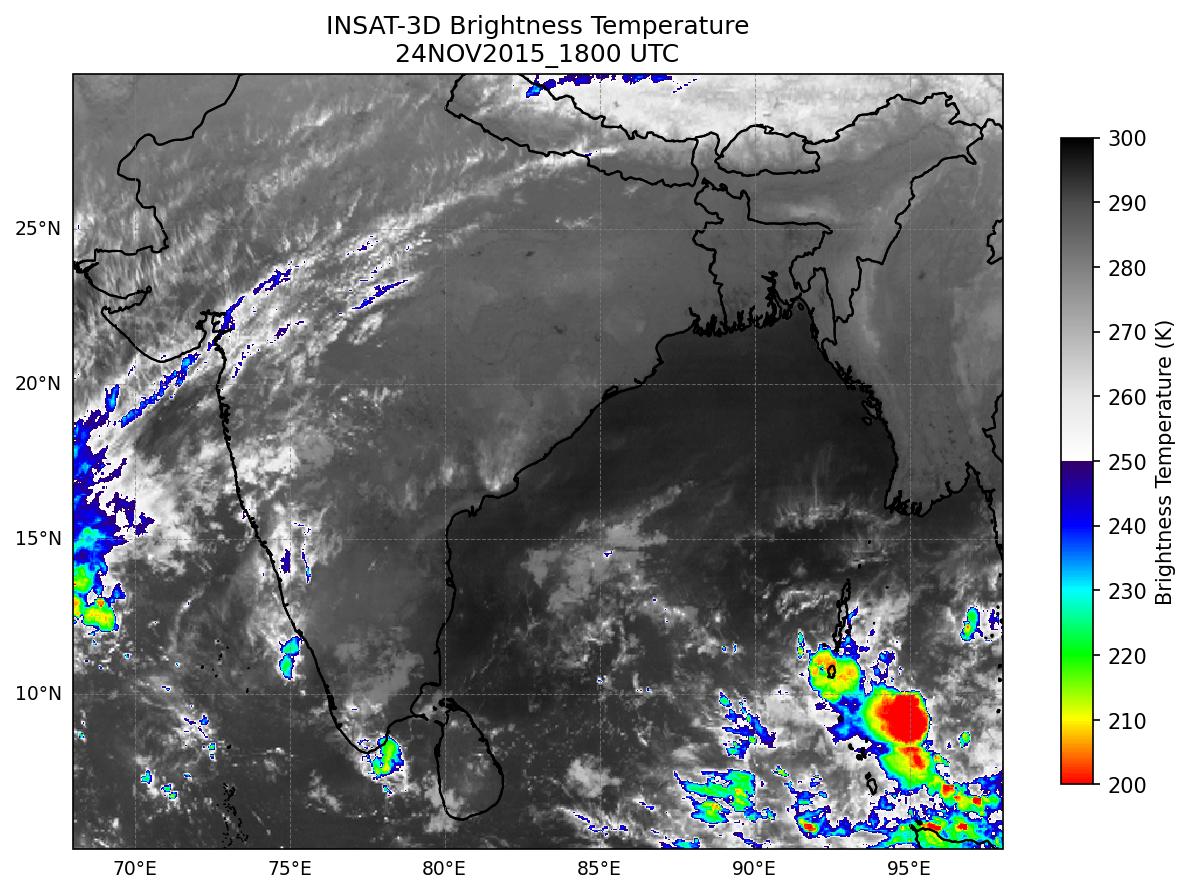 INSAT-3D Brightness Temperature
24NOV2015_1800 UTC
25°N
20°N
15°N
10°N
70°E
75°E
80°E
85°E
90°E
95°E
300
290
280
270
260
250
240
230
220
210
200
Brightness Temperature (K)